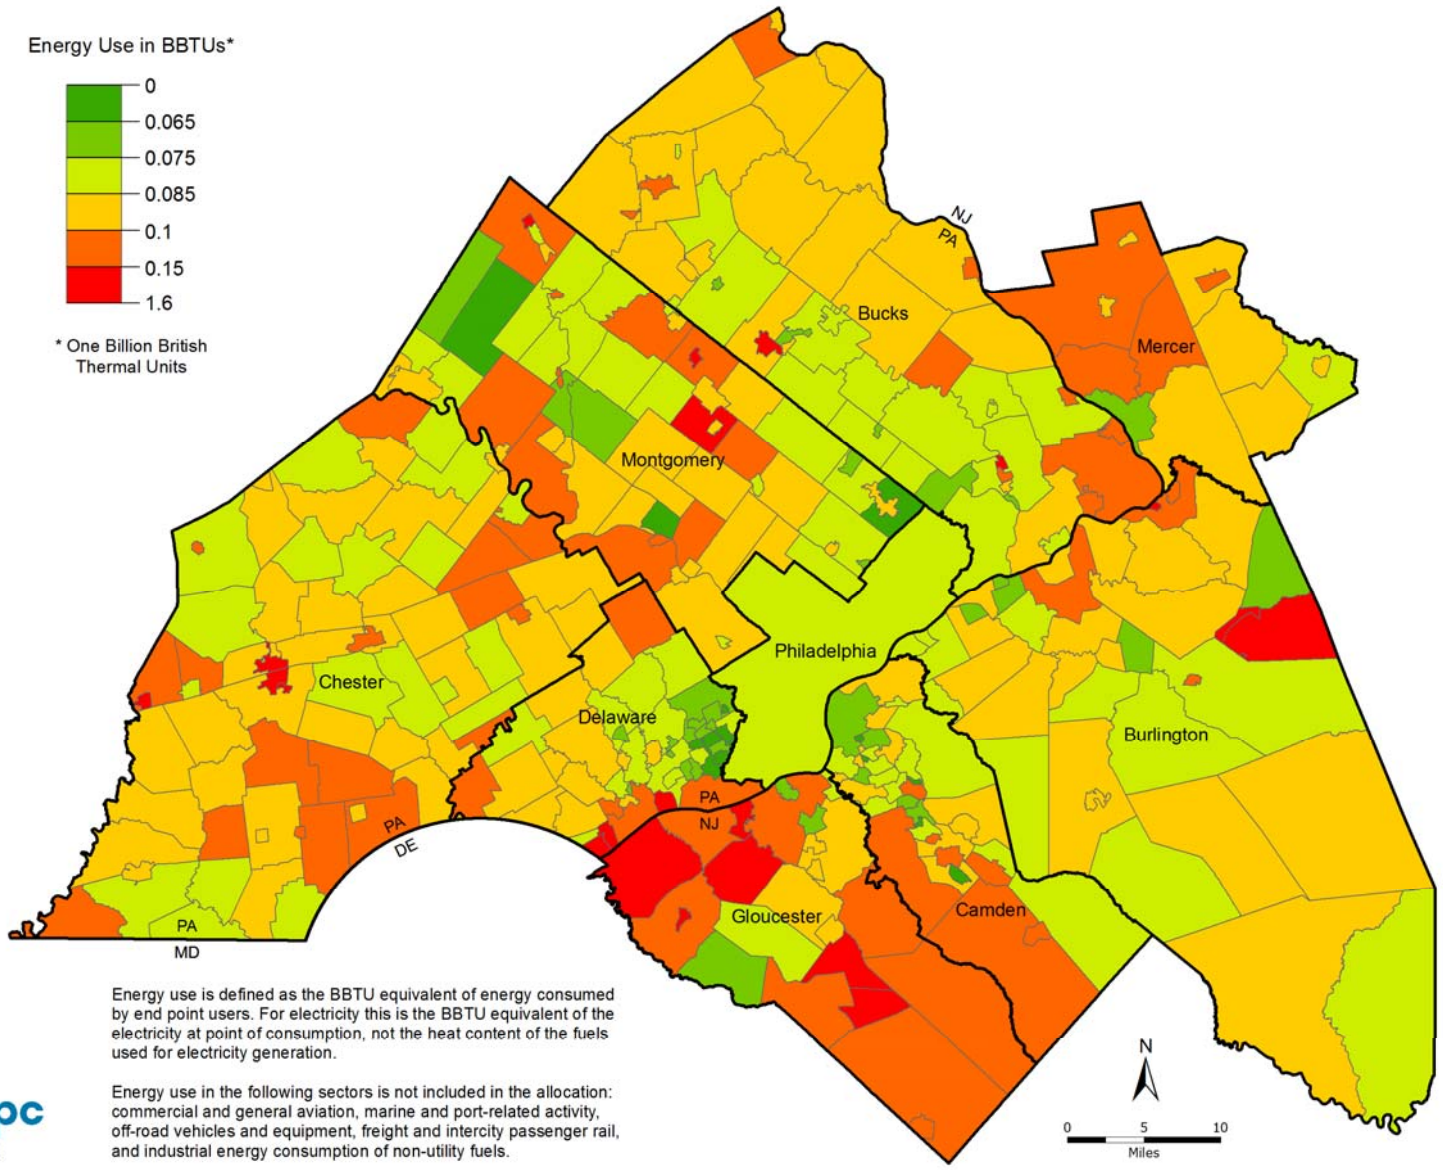 Energy Use in BBTUs*
0
0.065
0.075
0.085
0.1
0.15
1.6
* One Billion British
Thermal Units
NJ
PA
Bucks
Mercer
Montgomery
Philadelphia
Chester
Delaware
Burlington
PA
NJ
PA
DE
Gloucester
Camden
PA
MD
Energy use is defined as the BBTU equivalent of energy consumed
by end point users. For electricity this is the BBTU equivalent of the
electricity at point of consumption, not the heat content of the fuels
used for electricity generation.
Energy use in the following sectors is not included in the allocation:
commercial and general aviation, marine and port-related activity,
off-road vehicles and equipment, freight and intercity passenger rail,
and industrial energy consumption of non-utility fuels.
N
0 5 10
Miles